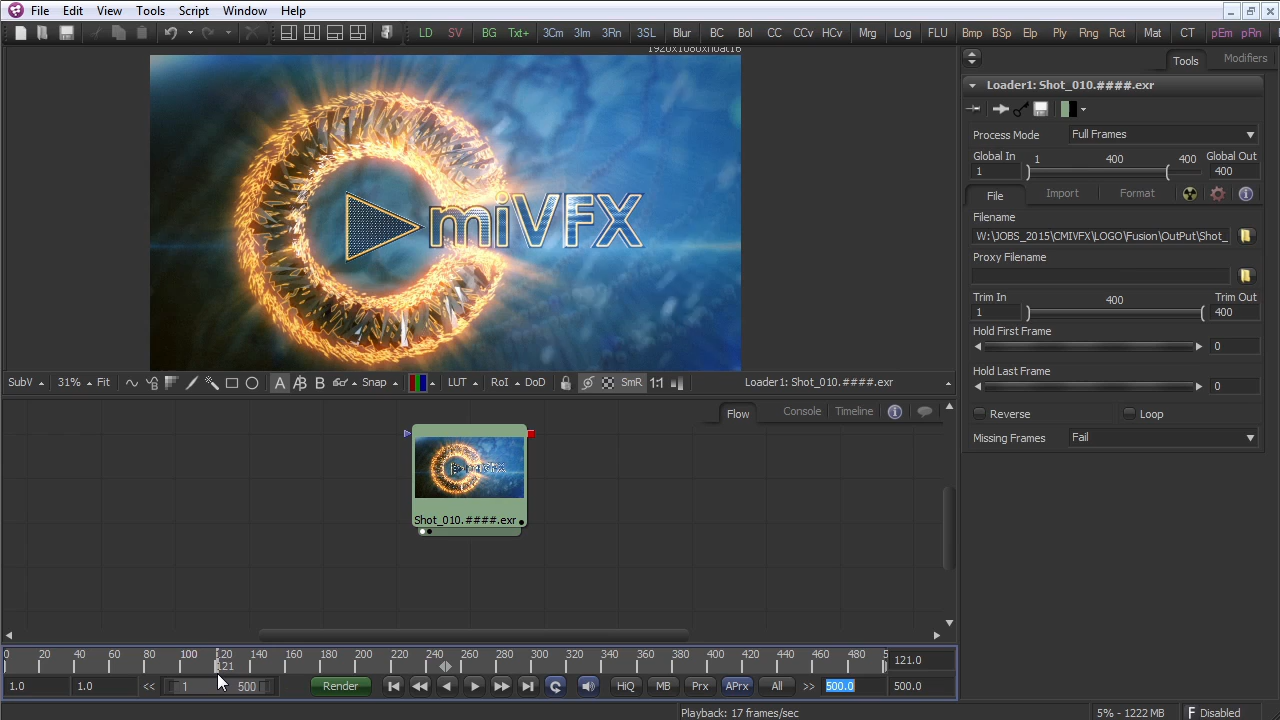 File Edit View Tools Script Window Help
LD SV BG Txt+ 3Cm 3Im 3Rn 3SL Blur BC Bol CC CCv HCv Mrg Log FLU Bmp BSp Elp Ply Rng Rct Mat CT pEm pRn
1920x1080xfloat16
miVFX
SubV 31% Fit A A B B Snap LUT RoI DoD SmR 1:1 Loader1: Shot_010.####.exr
Flow Console Timeline
Shot_010.####.exr
0 20 40 60 80 100 120 140 160 180 200 220 240 260 280 300 320 340 360 380 400 420 440 460 480
121
121.0
1.0 1.0 << 1 500 Render HiQ MB Prx APrx All >> 500.0 500.0
Playback: 17 frames/sec 5% - 1222 MB F Disabled
Tools Modifiers
Loader1: Shot_010.####.exr
Process Mode Full Frames
Global In 1 400 400 Global Out
1 400
File Import Format
Filename
W:\JOBS_2015\CMIVFX\LOGO\Fusion\OutPut\Shot_
Proxy Filename
Trim In 400 Trim Out
1 400
Hold First Frame
0
Hold Last Frame
0
Reverse Loop
Missing Frames Fail